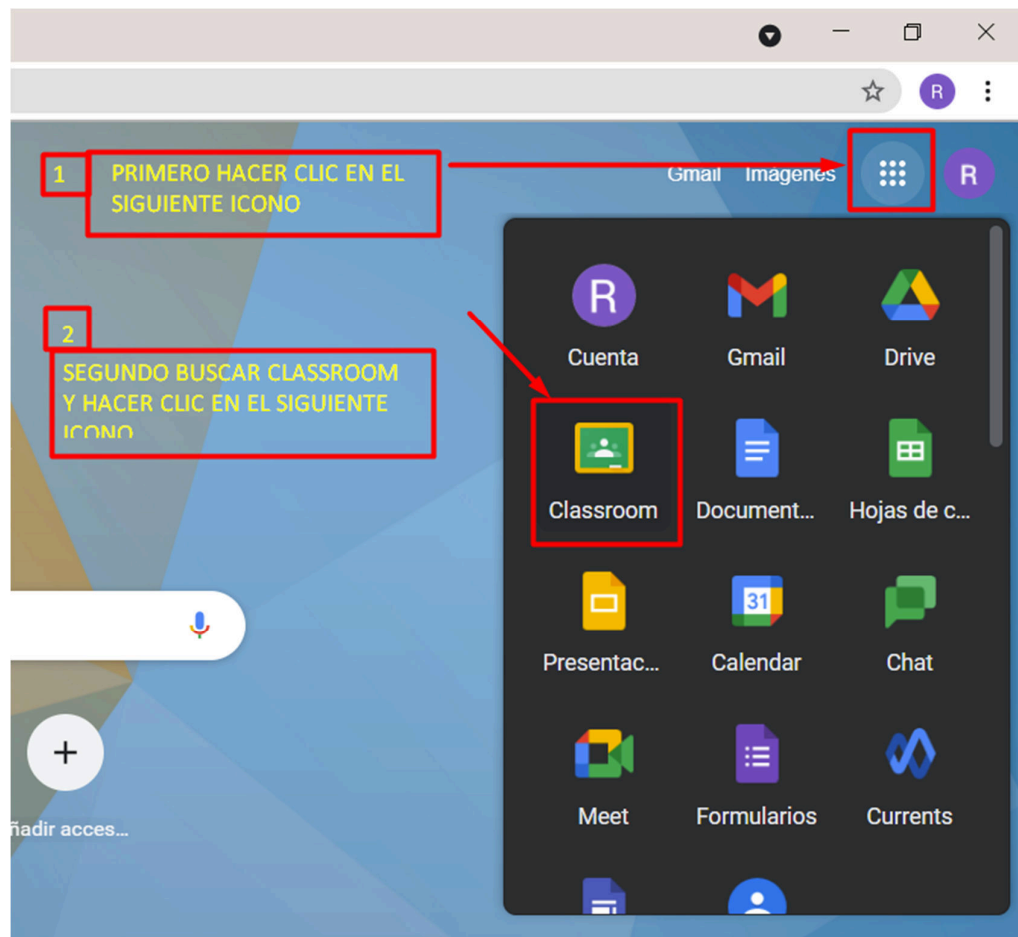 R
1
PRIMERO HACER CLIC EN EL
SIGUIENTE ICONO
Gmail Imágenes
R
2
SEGUNDO BUSCAR CLASSROOM
Y HACER CLIC EN EL SIGUIENTE
ICONO
R
Cuenta Gmail Drive
Classroom Document... Hojas de c...
31
Presentac... Calendar Chat
Meet Formularios Currents
ñadir acces...